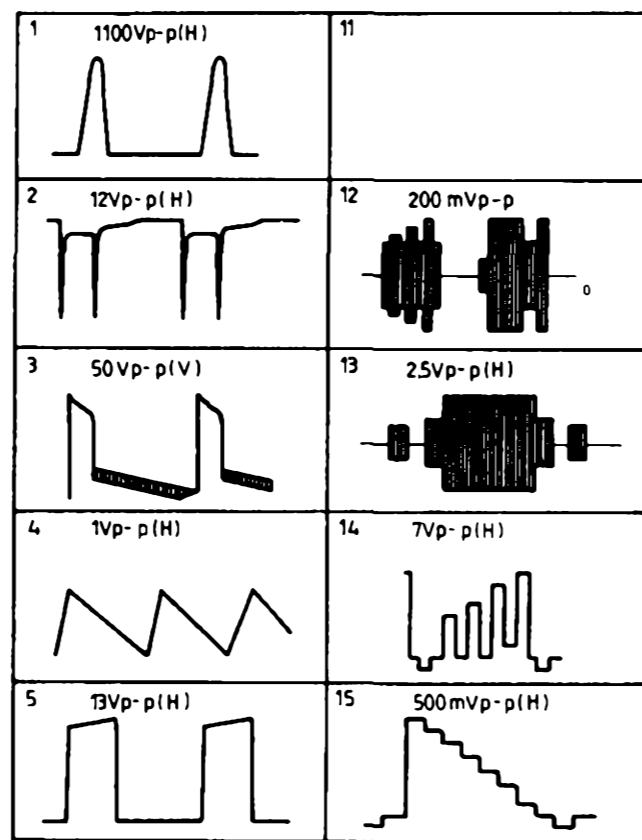 1 1100Vp-p(H)
11
2 12Vp-p(H)
12 200 mVp-p
0
3 50Vp-p(V)
13 2.5Vp-p(H)
4 1Vp-p(H)
14 7Vp-p(H)
5 13Vp-p(H)
15 500mVp-p(H)